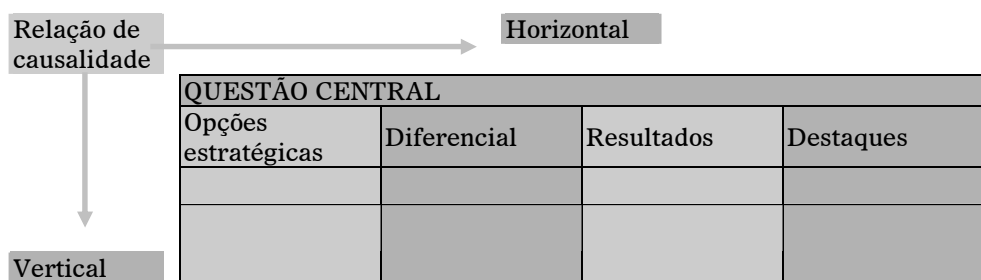 Relação de
causalidade
Horizontal
QUESTÃO CENTRAL
Opções
estratégicas
Diferencial
Resultados
Destaques
Vertical